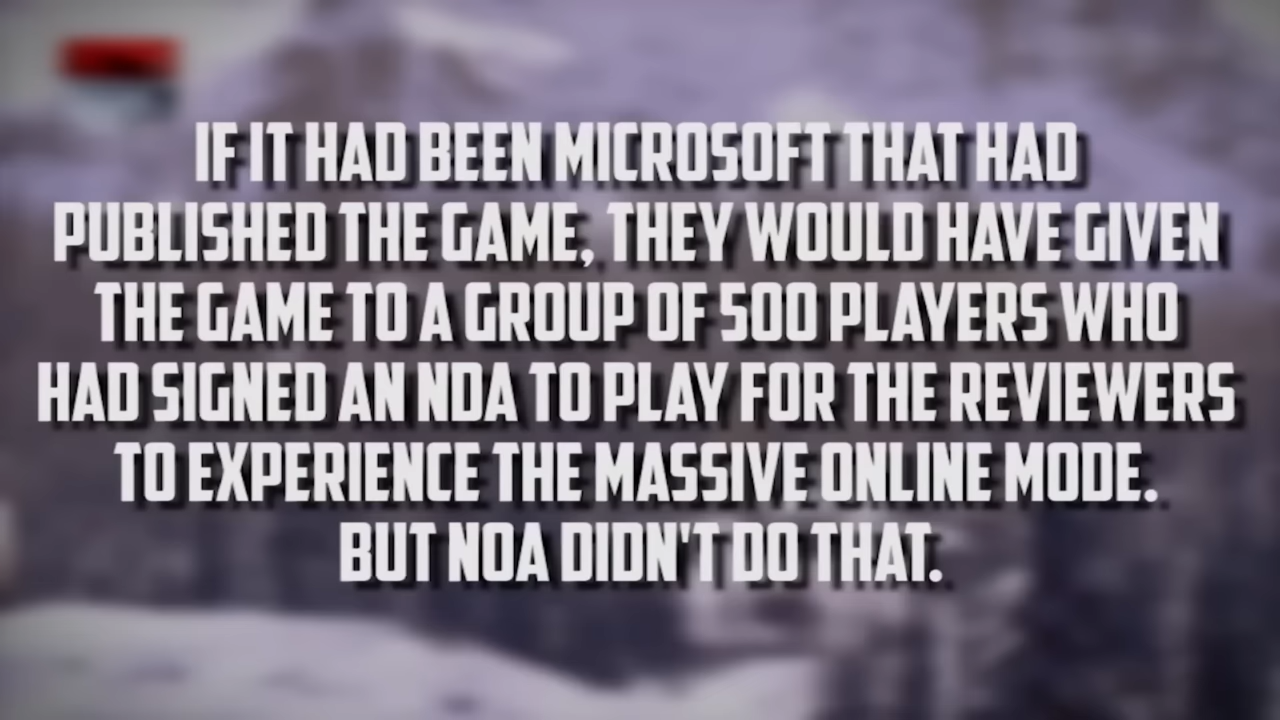 IF IT HAD BEEN MICROSOFT THAT HAD
PUBLISHED THE GAME, THEY WOULD HAVE GIVEN
THE GAME TO A GROUP OF 500 PLAYERS WHO
HAD SIGNED AN NDA TO PLAY FOR THE REVIEWERS
TO EXPERIENCE THE MASSIVE ONLINE MODE.
BUT NOA DIDN'T DO THAT.